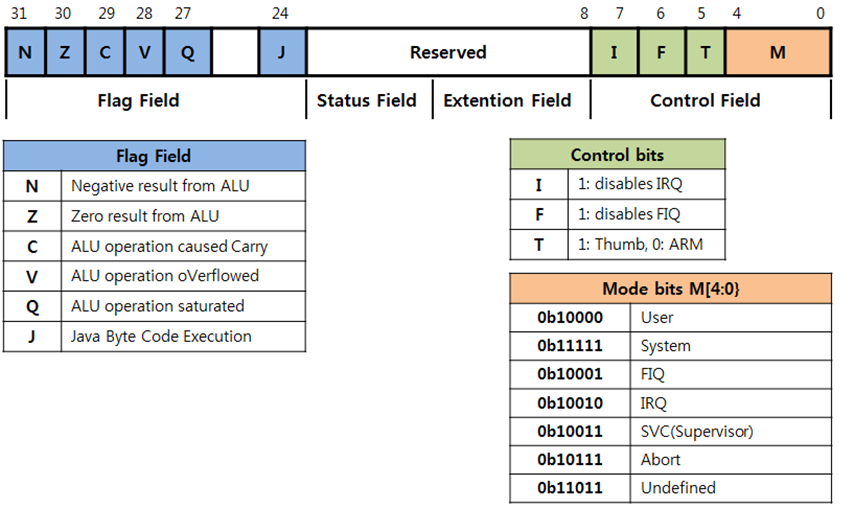 31 30 29 28 27 24 8 7 6 5 4 0
N Z C V Q J Reserved I F T M
Flag Field Status Field Extention Field Control Field
Flag Field
N Negative result from ALU
Z Zero result from ALU
C ALU operation caused Carry
V ALU operation oVerflowed
Q ALU operation saturated
J Java Byte Code Execution
Control bits
I 1: disables IRQ
F 1: disables FIQ
T 1: Thumb, 0: ARM
Mode bits M[4:0}
0b10000 User
0b11111 System
0b10001 FIQ
0b10010 IRQ
0b10011 SVC(Supervisor)
0b10111 Abort
0b11011 Undefined